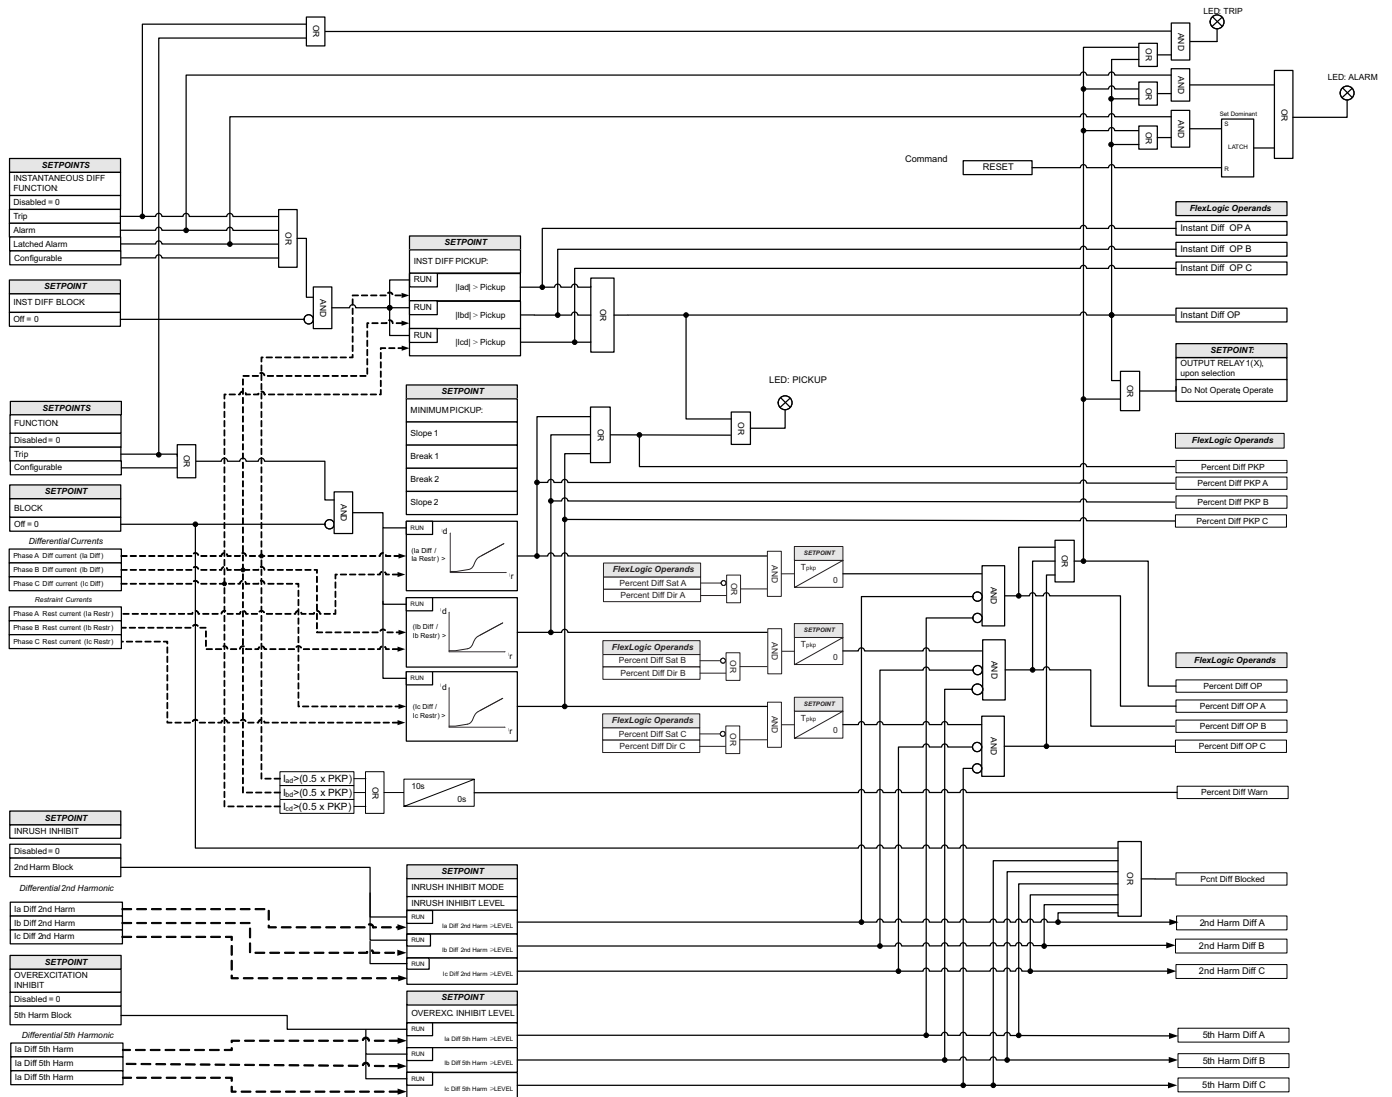 LED: TRIP
OR
AND
OR
LED: ALARM
AND
OR
OR
AND
OR
Set Dominant
S
LATCH
R
Command
RESET
SETPOINTS
INSTANTANEOUS DIFF
FUNCTION:
Disabled = 0
Trip
Alarm
Latched Alarm
Configurable
OR
SETPOINT
INST DIFF BLOCK
Off = 0
AND
SETPOINT
INST DIFF PICKUP:
RUN
|Iad| > Pickup
RUN
|Ibd| > Pickup
RUN
|Icd| > Pickup
OR
FlexLogic Operands
Instant Diff OP A
Instant Diff OP B
Instant Diff OP C
Instant Diff OP
SETPOINT:
OUTPUT RELAY 1(X),
upon selection
Do Not Operate, Operate
OR
LED: PICKUP
OR
OR
SETPOINTS
FUNCTION:
Disabled = 0
Trip
Configurable
OR
SETPOINT
BLOCK
Off = 0
AND
SETPOINT
MINIMUM PICKUP:
Slope 1
Break 1
Break 2
Slope 2
FlexLogic Operands
Percent Diff PKP
Percent Diff PKP A
Percent Diff PKP B
Percent Diff PKP C
Differential Currents
Phase A Diff current (Ia Diff)
Phase B Diff current (Ib Diff)
Phase C Diff current (Ic Diff)
Restraint Currents
Phase A Rest current (Ia Restr)
Phase B Rest current (Ib Restr)
Phase C Rest current (Ic Restr)
RUN
(Ia Diff /
Ia Restr) >
Id
Ir
RUN
(Ib Diff /
Ib Restr) >
Id
Ir
RUN
(Ic Diff /
Ic Restr) >
Id
Ir
FlexLogic Operands
Percent Diff Sat A
Percent Diff Dir A
OR
AND
SETPOINT
Tpkp
0
AND
OR
FlexLogic Operands
Percent Diff Sat B
Percent Diff Dir B
OR
AND
SETPOINT
Tpkp
0
AND
FlexLogic Operands
Percent Diff Sat C
Percent Diff Dir C
OR
AND
SETPOINT
Tpkp
0
AND
FlexLogic Operands
Percent Diff OP
Percent Diff OP A
Percent Diff OP B
Percent Diff OP C
Iad>(0.5 x PKP)
Ibd>(0.5 x PKP)
Icd>(0.5 x PKP)
OR
10s
0s
Percent Diff Warn
SETPOINT
INRUSH INHIBIT
Disabled = 0
2nd Harm Block
Differential 2nd Harmonic
Ia Diff 2nd Harm
Ib Diff 2nd Harm
Ic Diff 2nd Harm
SETPOINT
INRUSH INHIBIT MODE
INRUSH INHIBIT LEVEL
RUN
Ia Diff 2nd Harm >LEVEL
RUN
Ib Diff 2nd Harm >LEVEL
RUN
Ic Diff 2nd Harm >LEVEL
OR
Pcnt Diff Blocked
2nd Harm Diff A
2nd Harm Diff B
2nd Harm Diff C
SETPOINT
OVEREXCITATION
INHIBIT
Disabled = 0
5th Harm Block
Differential 5th Harmonic
Ia Diff 5th Harm
Ia Diff 5th Harm
Ia Diff 5th Harm
SETPOINT
OVEREXC. INHIBIT LEVEL
RUN
Ia Diff 5th Harm >LEVEL
RUN
Ib Diff 5th Harm >LEVEL
RUN
Ic Diff 5th Harm >LEVEL
5th Harm Diff A
5th Harm Diff B
5th Harm Diff C